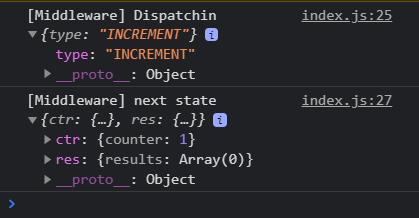 [Middleware] Dispatchin index.js:25
▼{type: "INCREMENT"} i
type: "INCREMENT"
▶__proto__: Object
[Middleware] next state index.js:27
▼{ctr: {…}, res: {…}} i
▶ctr: {counter: 1}
▶res: {results: Array(0)}
▶__proto__: Object
>